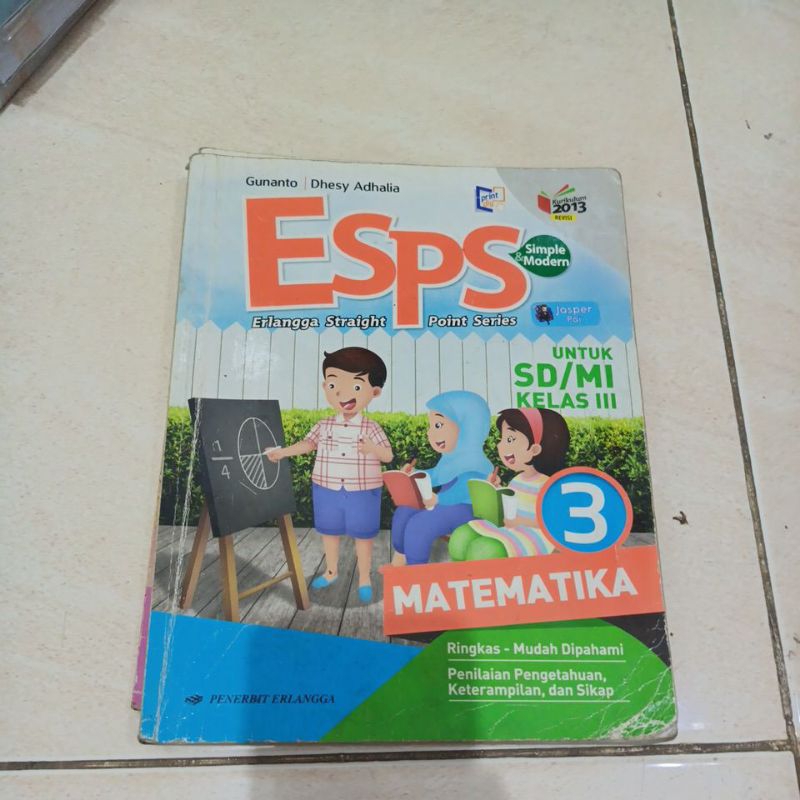 Gunanto | Dhesy Adhalia
print
Kurikulum
2013
REVISI
ESPS
Simple
& Modern
Erlangga Straight Point Series
Jasper
UNTUK
SD/MI
KELAS III
1
4
3
MATEMATIKA
Ringkas - Mudah Dipahami
Penilaian Pengetahuan,
Keterampilan, dan Sikap
PENERBIT ERLANGGA